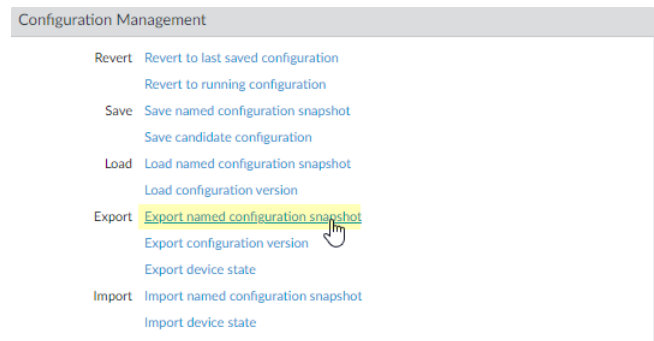 Configuration Management
Revert Revert to last saved configuration
Revert to running configuration
Save Save named configuration snapshot
Save candidate configuration
Load Load named configuration snapshot
Load configuration version
Export Export named configuration snapshot
Export configuration version
Export device state
Import Import named configuration snapshot
Import device state